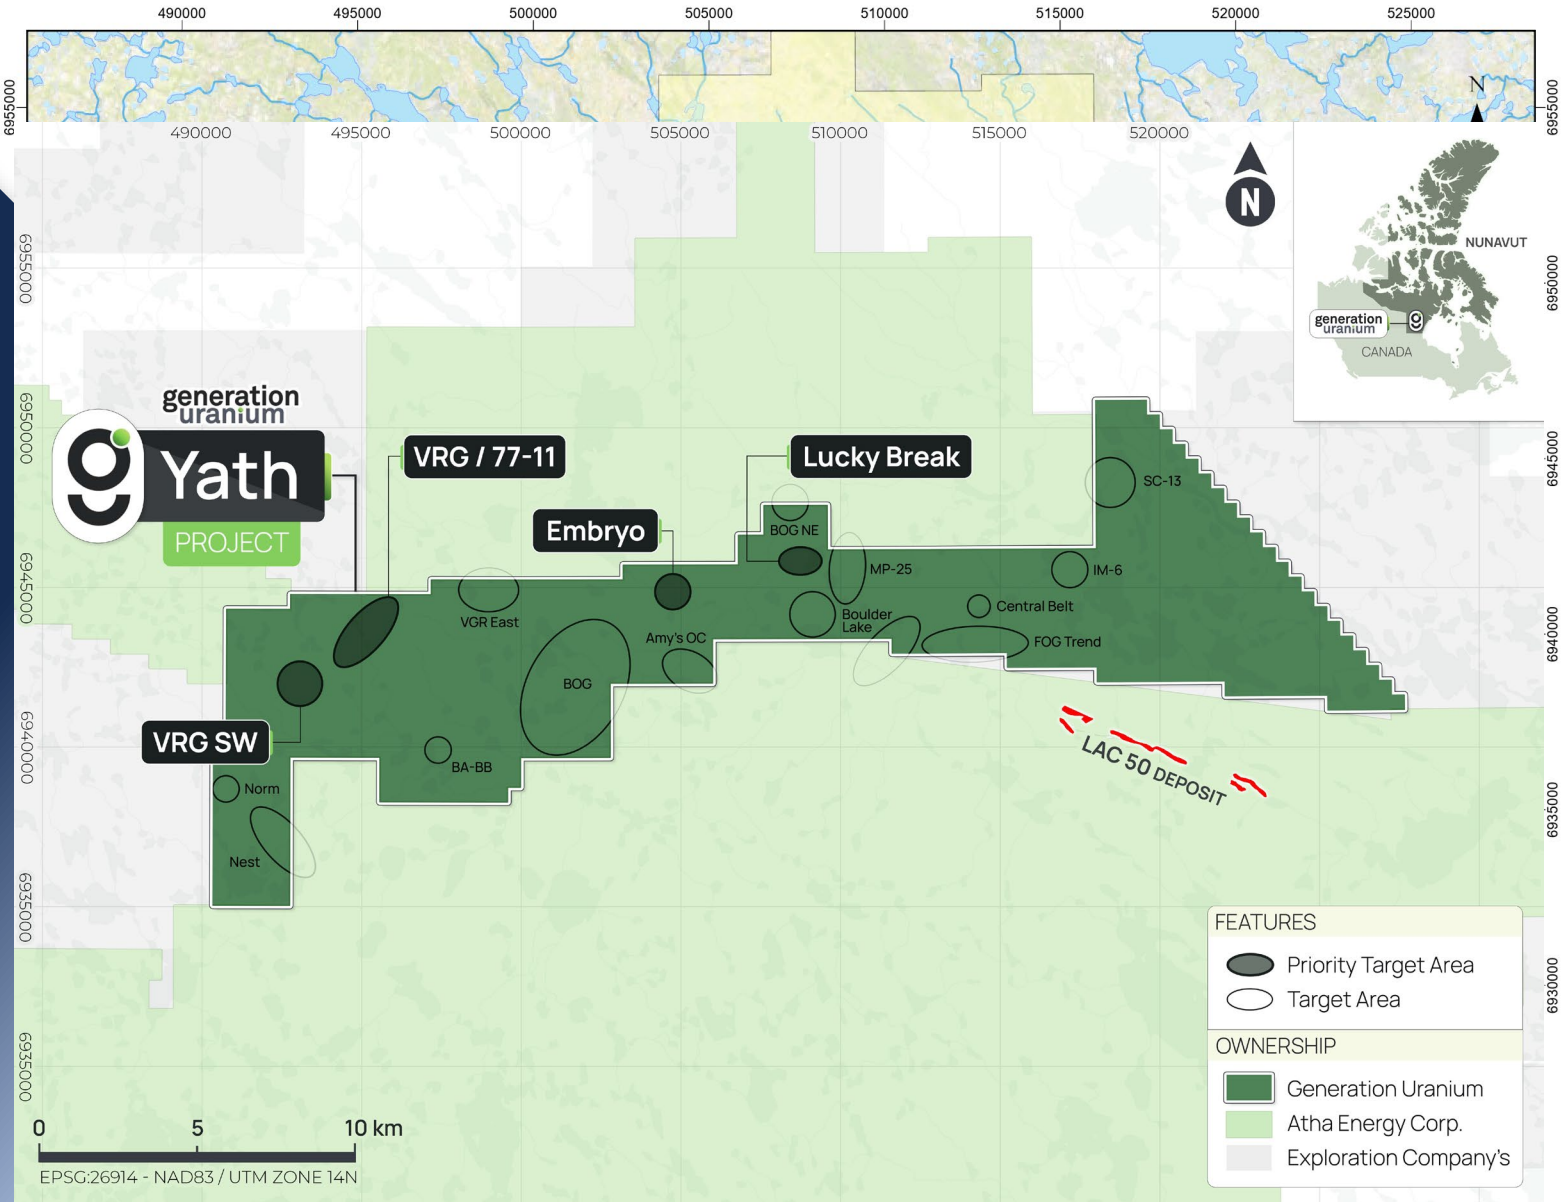 490000 495000 500000 505000 510000 515000 520000 525000
6955000
N
6955000
490000 495000 500000 505000 510000 515000 520000
N
NUNAVUT
generation
uranium
CANADA
6955000
6950000
6945000
6940000
6935000
6935000
6950000
6945000
6940000
6935000
6930000
generation
uranium
Yath
PROJECT
VRG / 77-11
Lucky Break
Embryo
SC-13
BOG NE
MP-25
IM-6
VGR East
Central Belt
Boulder
Lake
Amy's OC
FOG Trend
BOG
VRG SW
BA-BB
Norm
Nest
LAC 50 DEPOSIT
FEATURES
Priority Target Area
Target Area
OWNERSHIP
Generation Uranium
Atha Energy Corp.
Exploration Company's
0 5 10 km
EPSG:26914 - NAD83 / UTM ZONE 14N